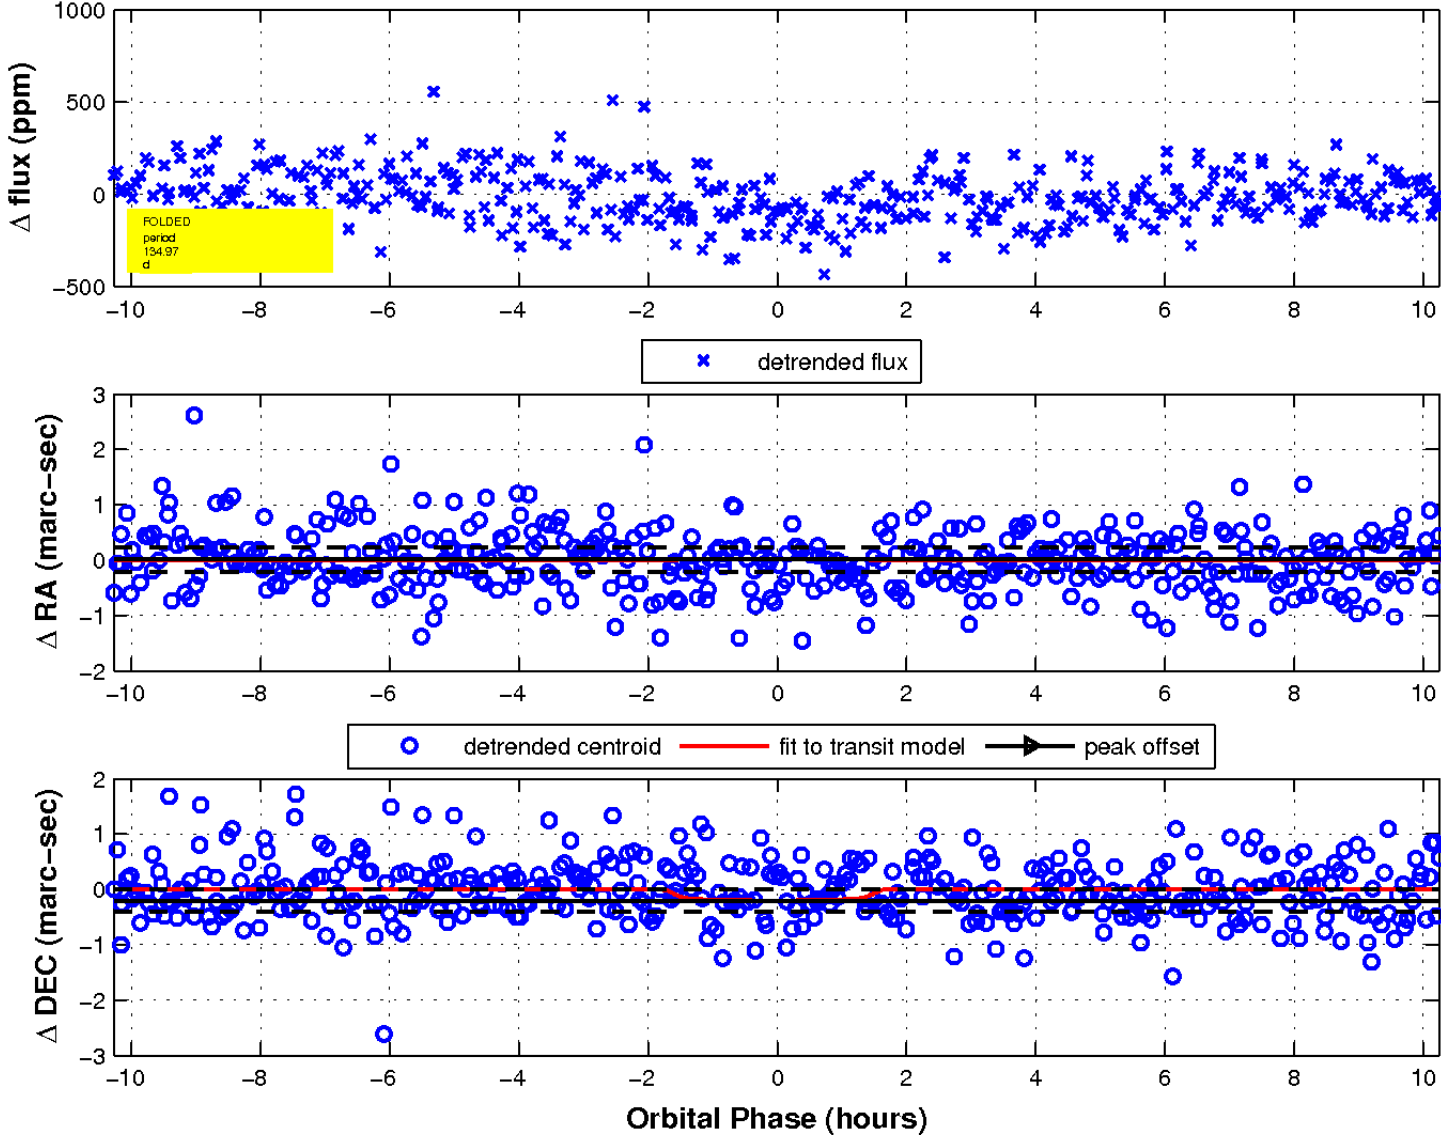 Δ flux (ppm)
1000
500
0
−500
FOLDED
period
134.97
d
−10 −8 −6 −4 −2 0 2 4 6 8 10
detrended flux
Δ RA (marc−sec)
3
2
1
0
−1
−2
−10 −8 −6 −4 −2 0 2 4 6 8 10
detrended centroid fit to transit model peak offset
Δ DEC (marc−sec)
2
1
0
−1
−2
−3
−10 −8 −6 −4 −2 0 2 4 6 8 10
Orbital Phase (hours)